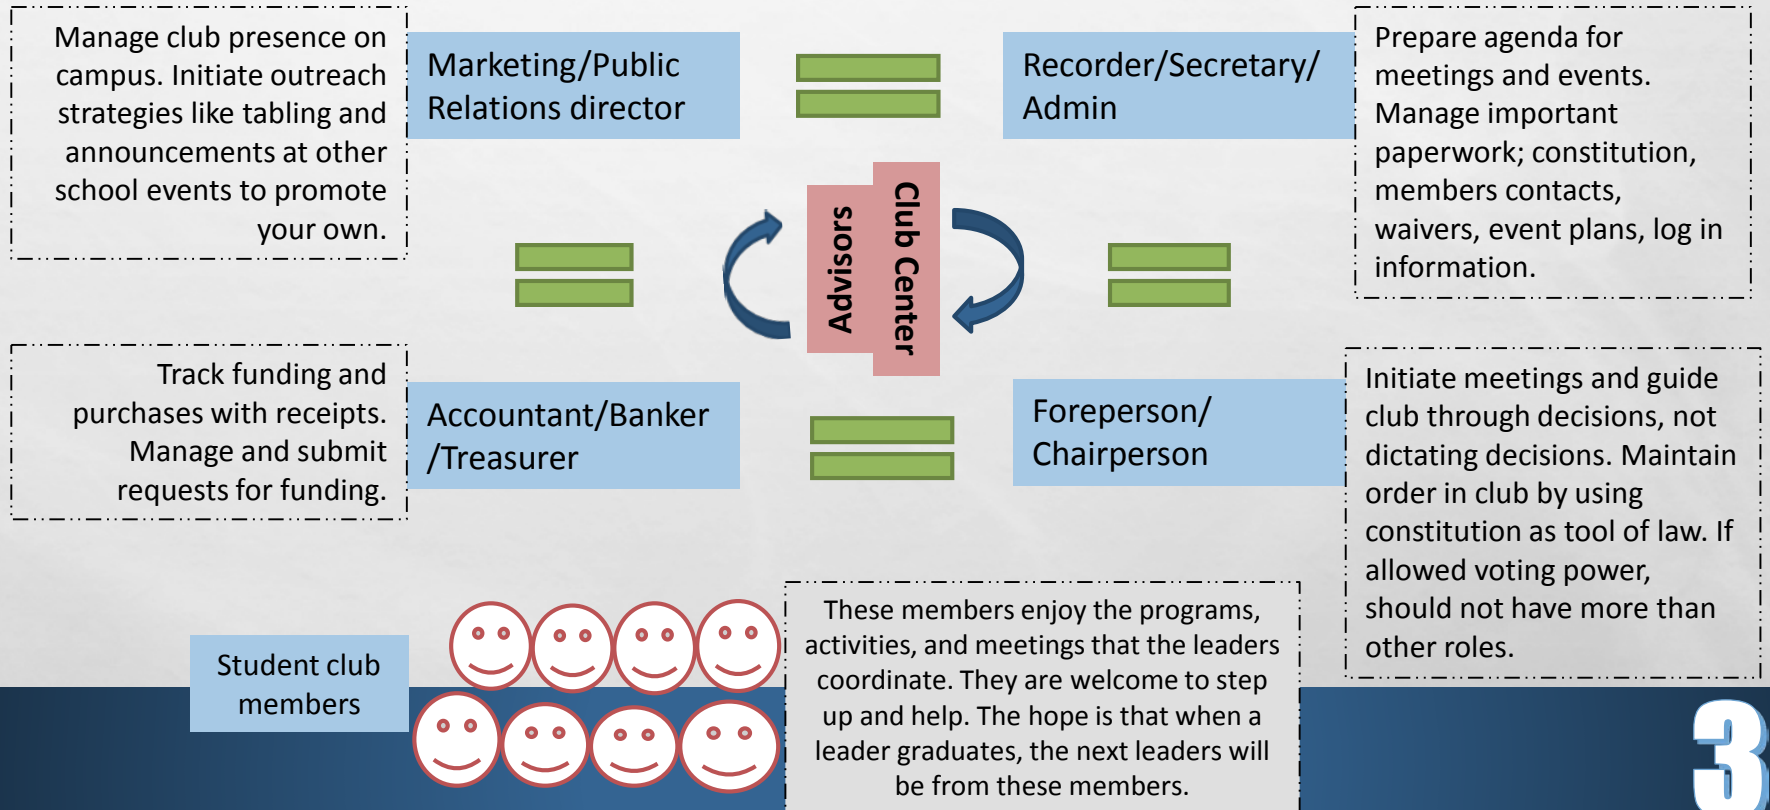 Manage club presence on
campus. Initiate outreach
strategies like tabling and
announcements at other
school events to promote
your own.
Marketing/Public
Relations director
Recorder/Secretary/
Admin
Prepare agenda for
meetings and events.
Manage important
paperwork; constitution,
members contacts,
waivers, event plans, log in
information.
Advisors
Club Center
Track funding and
purchases with receipts.
Manage and submit
requests for funding.
Accountant/Banker
/Treasurer
Foreperson/
Chairperson
Initiate meetings and guide
club through decisions, not
dictating decisions. Maintain
order in club by using
constitution as tool of law. If
allowed voting power,
should not have more than
other roles.
Student club
members
These members enjoy the programs,
activities, and meetings that the leaders
coordinate. They are welcome to step
up and help. The hope is that when a
leader graduates, the next leaders will
be from these members.
3